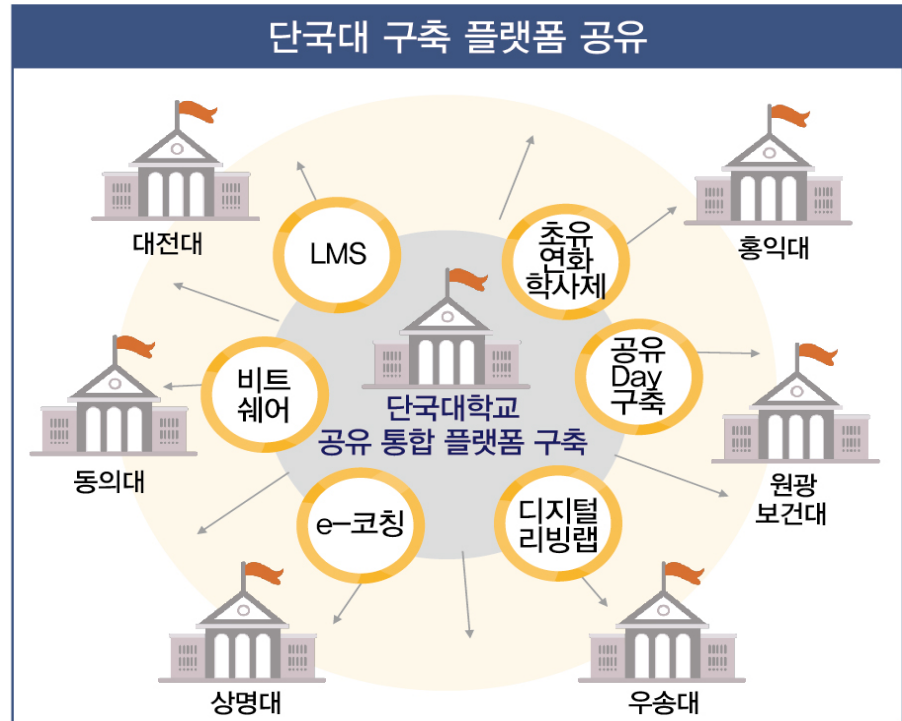 단국대 구축 플랫폼 공유
대전대
LMS
초유
연화
학사제
홍익대
비트
쉐어
공유
Day
구축
단국대학교
공유 통합 플랫폼 구축
동의대
원광
보건대
e-코칭
디지털
리빙랩
상명대
우송대